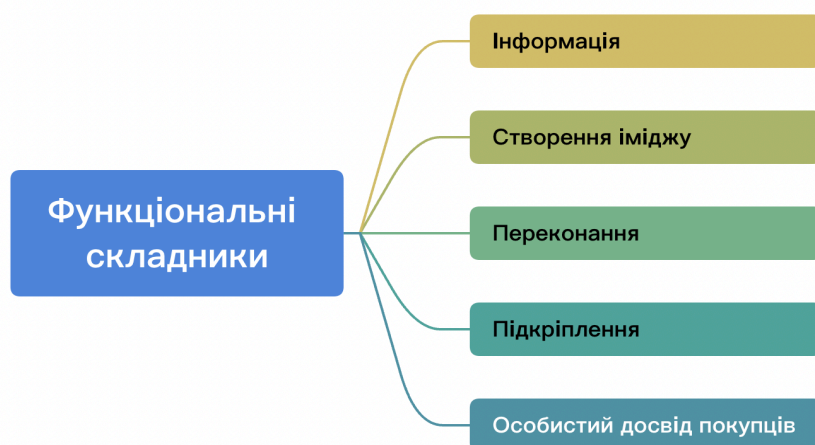 Функціональні
складники
Інформація
Створення іміджу
Переконання
Підкріплення
Особистий досвід покупців